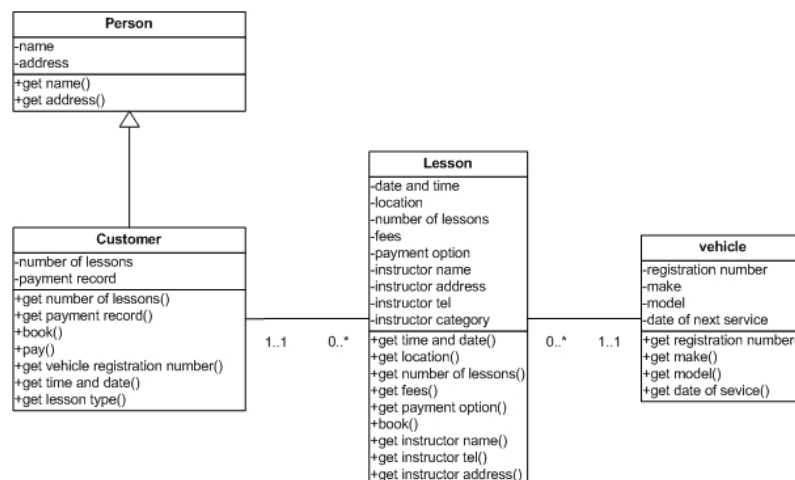 Person
-name
-address
+get name()
+get address()
Customer
-number of lessons
-payment record
+get number of lessons()
+get payment record()
+book()
+pay()
+get vehicle registration number()
+get time and date()
+get lesson type()
1..1
0..*
Lesson
-date and time
-location
-number of lessons
-fees
-payment option
-instructor name
-instructor address
-instructor tel
-instructor category
+get time and date()
+get location()
+get number of lessons()
+get fees()
+get payment option()
+book()
+get instructor name()
+get instructor tel()
+get instructor address()
0..*
1..1
vehicle
-registration number
-make
-model
-date of next service
+get registration number
+get make()
+get model()
+get date of sevice()